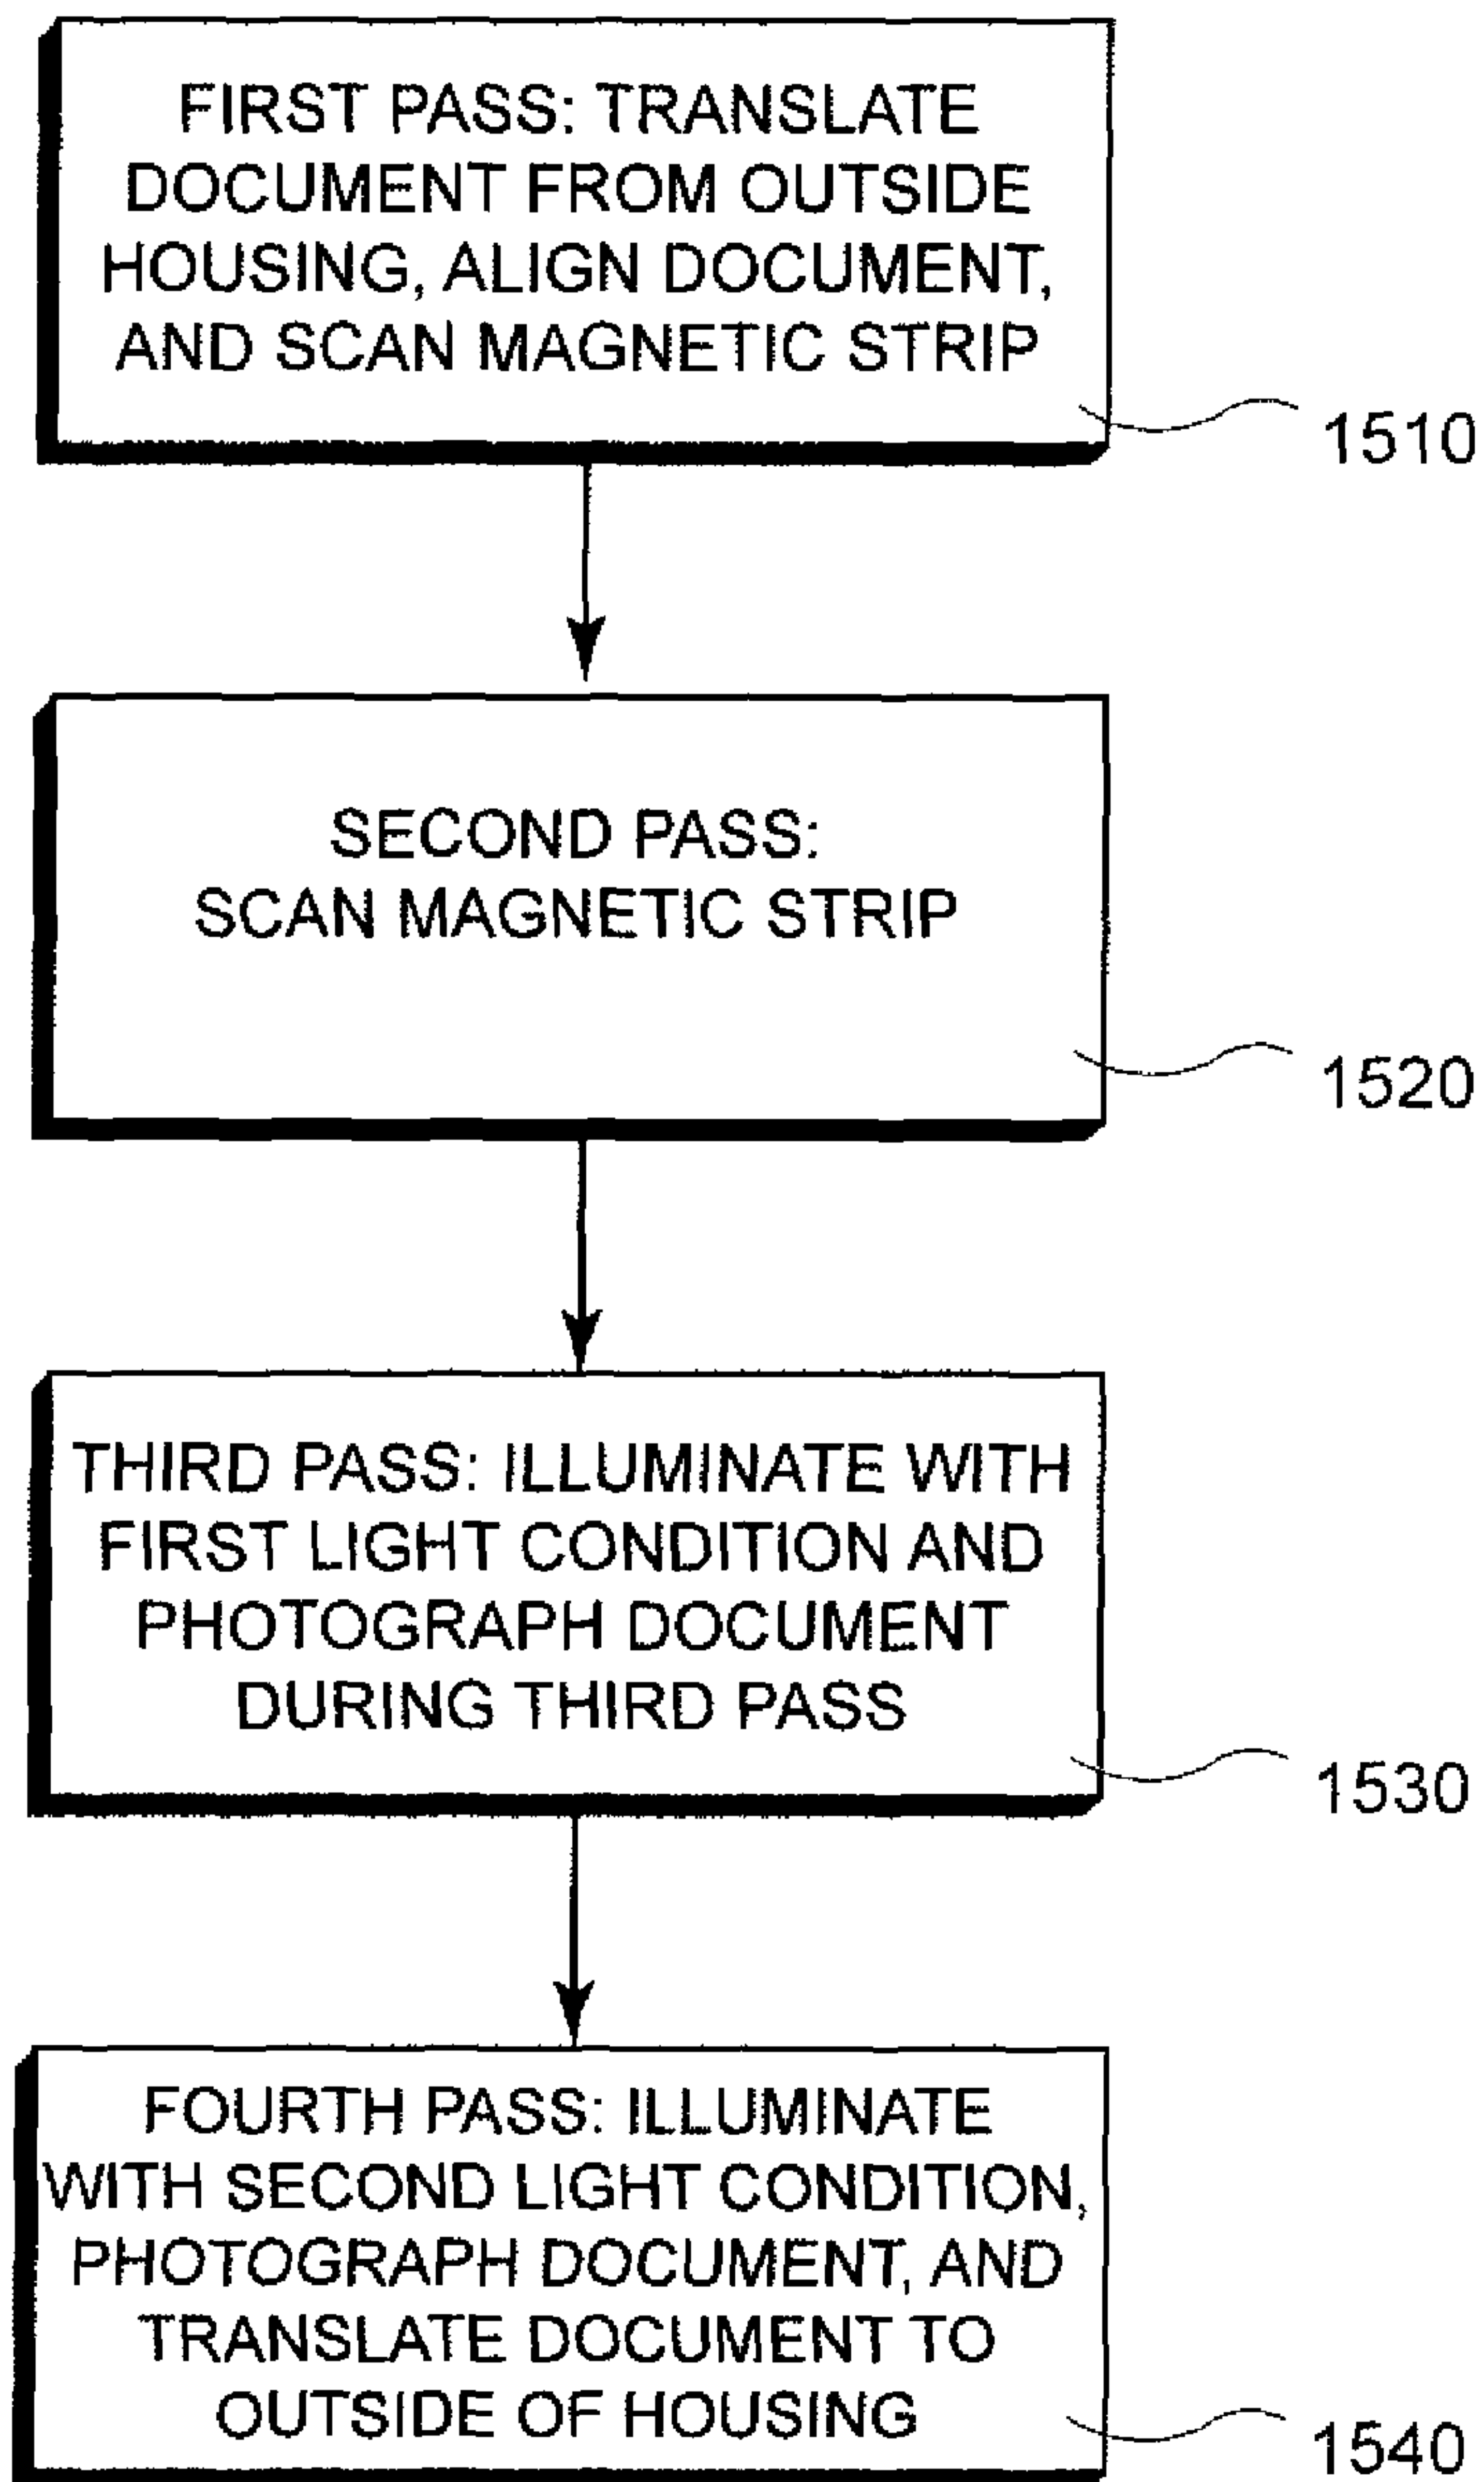 FIRST PASS: TRANSLATE
DOCUMENT FROM OUTSIDE
HOUSING, ALIGN DOCUMENT,
AND SCAN MAGNETIC STRIP
1510
SECOND PASS:
SCAN MAGNETIC STRIP
1520
THIRD PASS: ILLUMINATE WITH
FIRST LIGHT CONDITION AND
PHOTOGRAPH DOCUMENT
DURING THIRD PASS
1530
FOURTH PASS: ILLUMINATE
WITH SECOND LIGHT CONDITION,
PHOTOGRAPH DOCUMENT, AND
TRANSLATE DOCUMENT TO
OUTSIDE OF HOUSING
1540